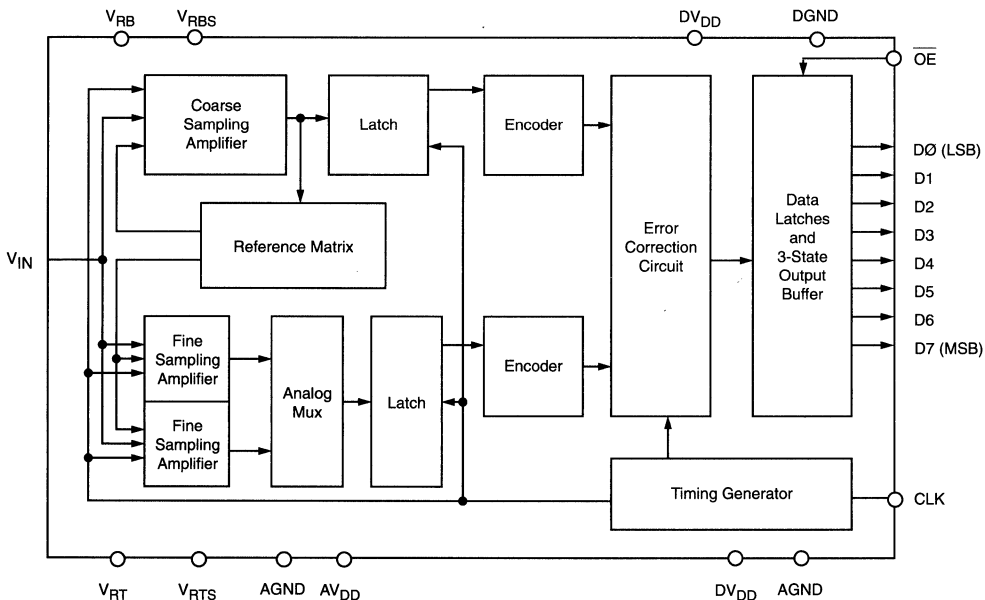 V_RB V_RBS DV_DD DGND
O̅E̅
Coarse
Sampling
Amplifier
Latch
Encoder
DØ (LSB)
D1
D2
D3
D4
D5
D6
D7 (MSB)
Data
Latches
and
3-State
Output
Buffer
Error
Correction
Circuit
Reference Matrix
V_IN
Fine
Sampling
Amplifier
Fine
Sampling
Amplifier
Analog
Mux
Latch
Encoder
Timing Generator
CLK
V_RT V_RTS AGND AV_DD DV_DD AGND